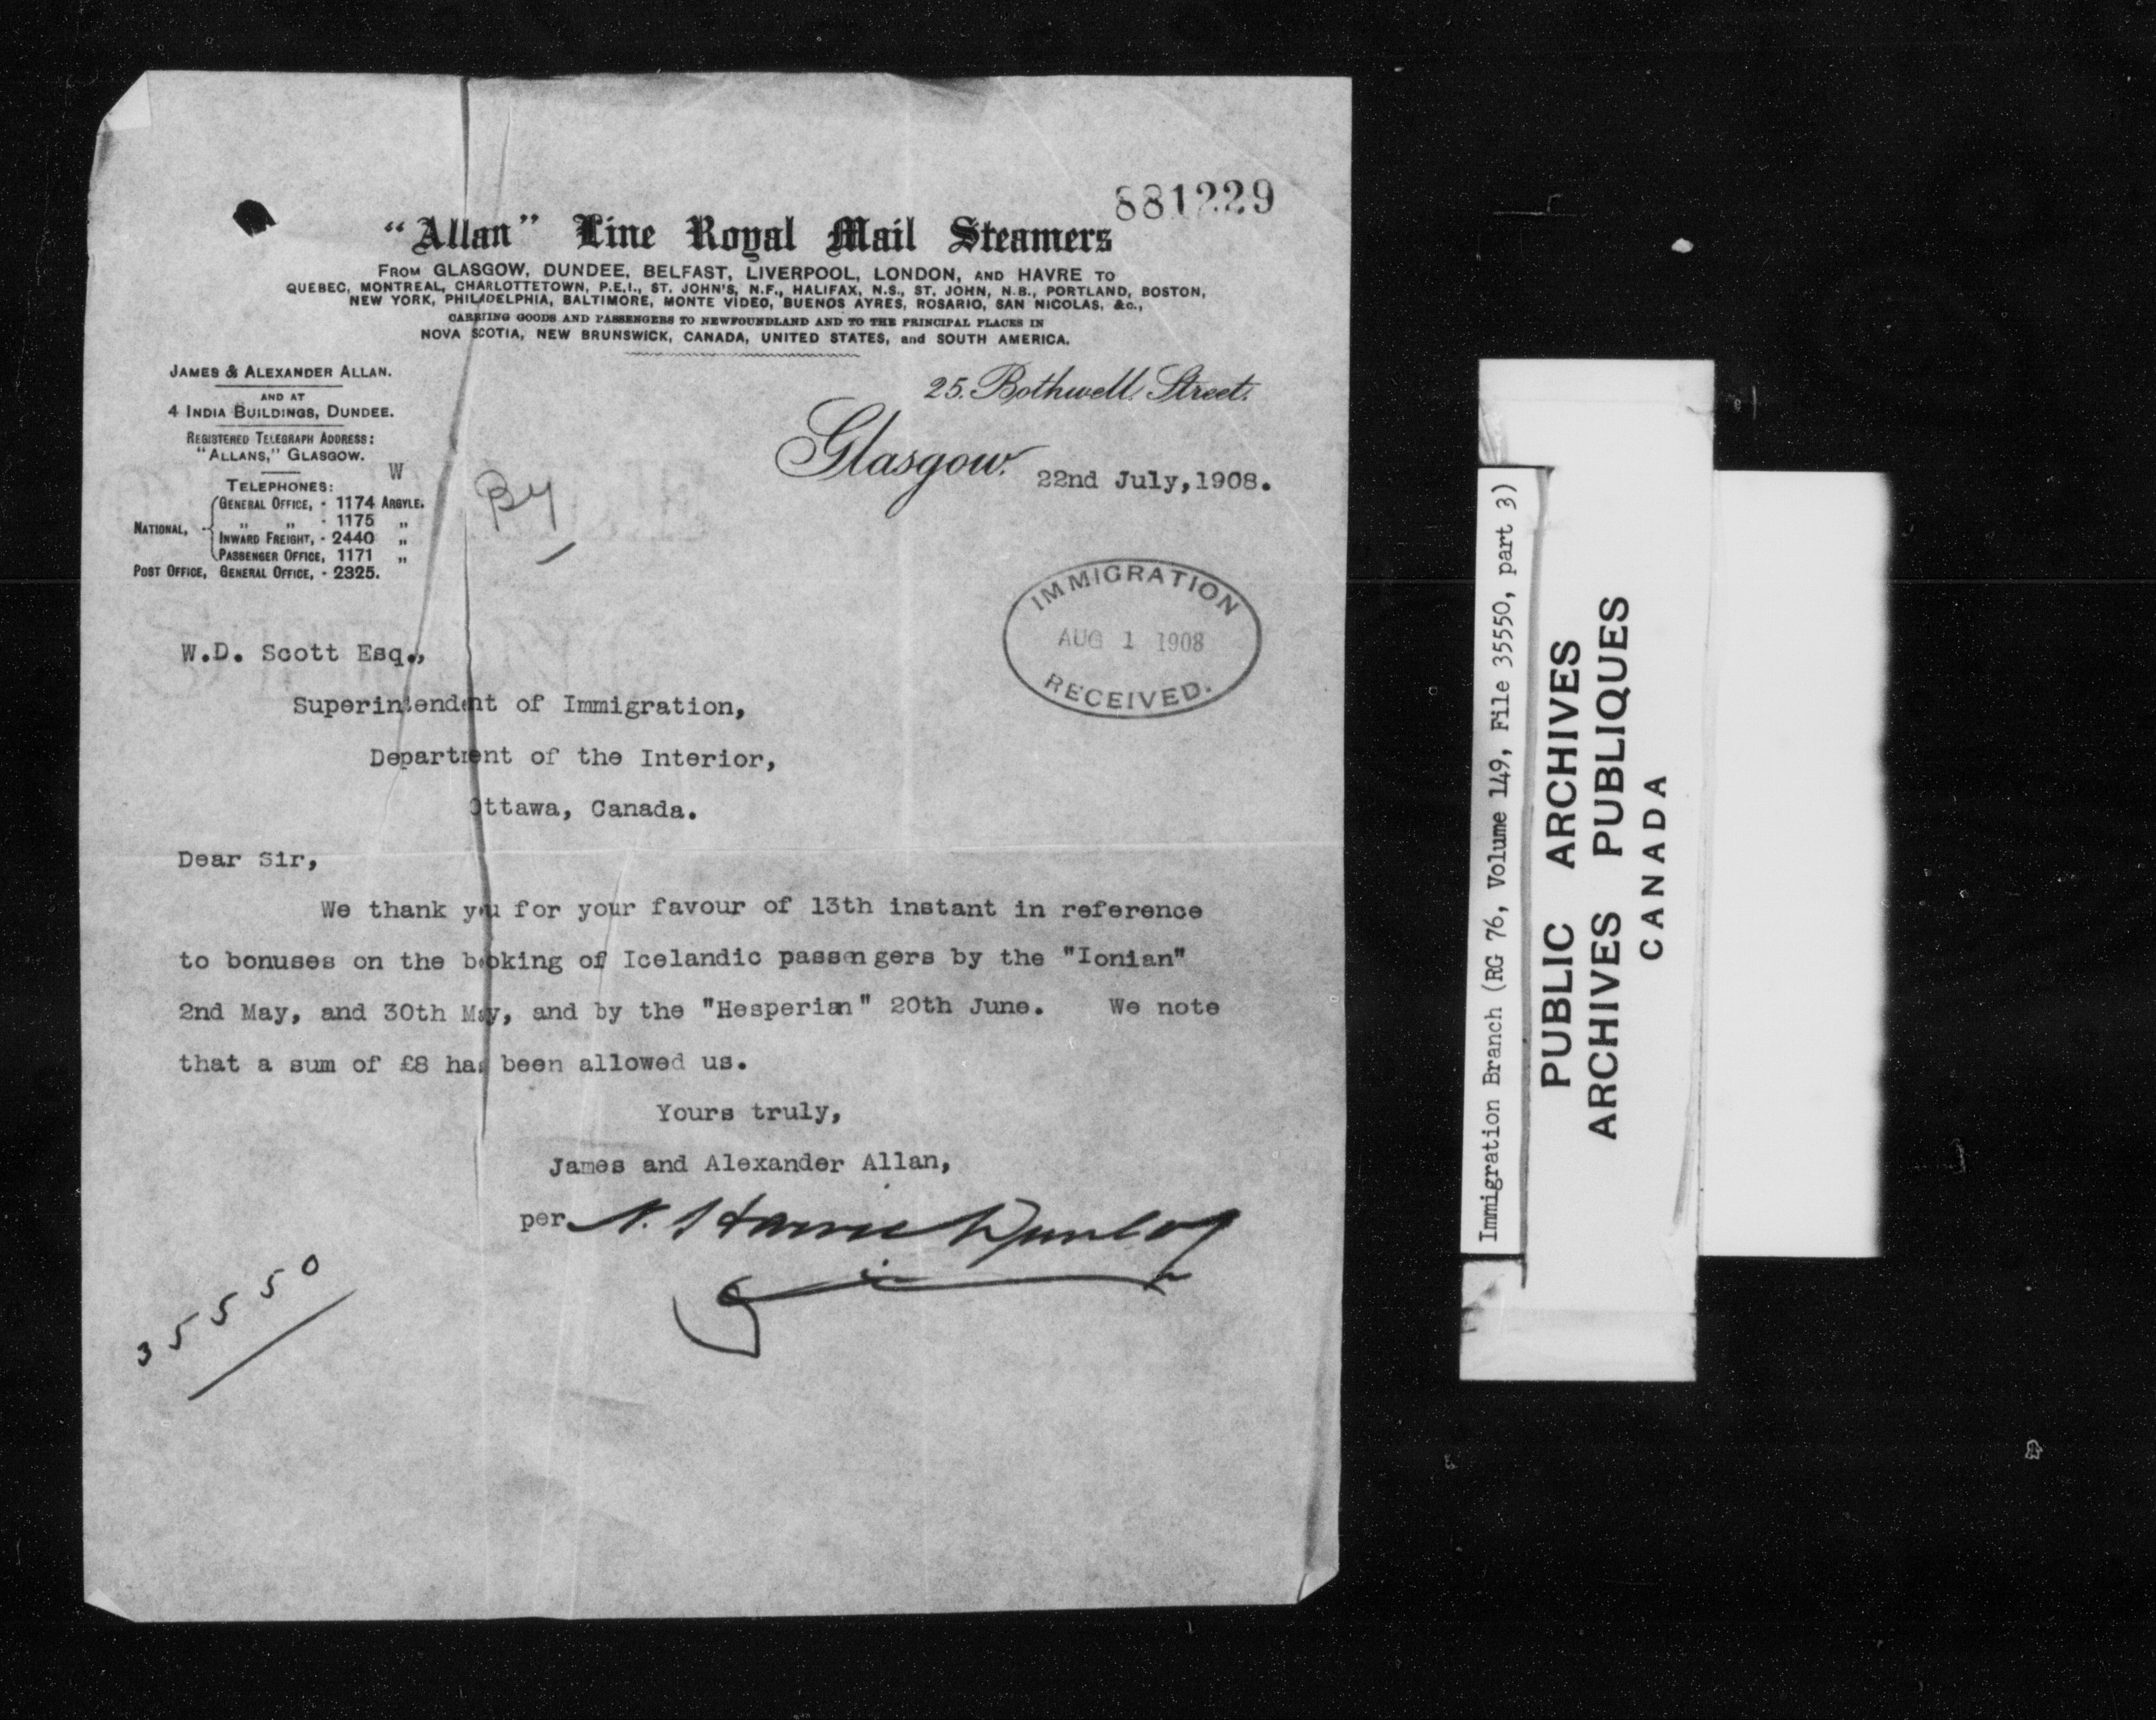 881229
"Allan" Line Royal Mail Steamers
FROM GLASGOW, DUNDEE, BELFAST, LIVERPOOL, LONDON, AND HAVRE TO
QUEBEC, MONTREAL, CHARLOTTETOWN, P.E.I., ST. JOHN'S, N.F., HALIFAX, N.S., ST. JOHN, N.B., PORTLAND, BOSTON,
NEW YORK, PHILADELPHIA, BALTIMORE, MONTE VIDEO, BUENOS AYRES, ROSARIO, SAN NICOLAS, &c.,
CARRYING GOODS AND PASSENGERS TO NEWFOUNDLAND AND TO THE PRINCIPAL PLACES IN
NOVA SCOTIA, NEW BRUNSWICK, CANADA, UNITED STATES, and SOUTH AMERICA.
JAMES & ALEXANDER ALLAN.
AND AT
4 INDIA BUILDINGS, DUNDEE.
REGISTERED TELEGRAPH ADDRESS:
"ALLANS," GLASGOW.
W
TELEPHONES:
NATIONAL, GENERAL OFFICE, - 1174 ARGYLE.
" " - 1175 "
INWARD FREIGHT, - 2440 "
PASSENGER OFFICE, 1171 "
POST OFFICE, GENERAL OFFICE, - 2325.
25. Bothwell Street.
Glasgow. 22nd July, 1908.
IMMIGRATION
AUG 1 1908
RECEIVED.
W.D. Scott Esq.,
Superintendent of Immigration,
Department of the Interior,
Ottawa, Canada.
Dear Sir,
We thank you for your favour of 13th instant in reference
to bonuses on the booking of Icelandic passengers by the "Ionian"
2nd May, and 30th May, and by the "Hesperian" 20th June. We note
that a sum of £8 has been allowed us.
Yours truly,
James and Alexander Allan,
per Dunlop
35550
Immigration Branch (RG 76, Volume 149, File 35550, part 3)
PUBLIC ARCHIVES
ARCHIVES PUBLIQUES
CANADA